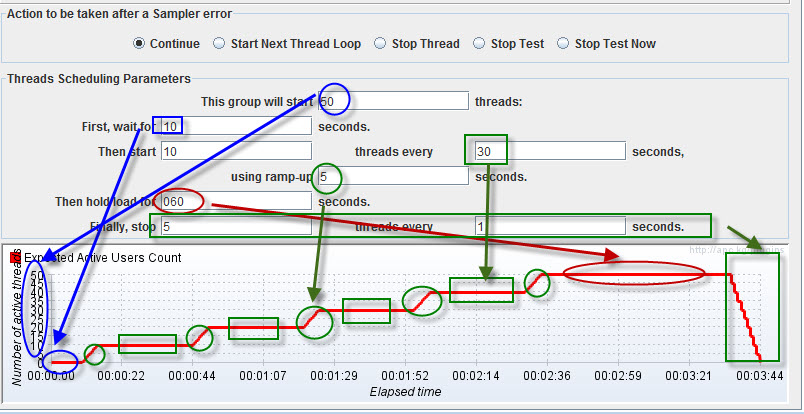 Action to be taken after a Sampler error
Continue Start Next Thread Loop Stop Thread Stop Test Stop Test Now
Threads Scheduling Parameters
This group will start 50 threads:
First, wait for 10 seconds.
Then start 10 threads every 30 seconds,
using ramp-up 5 seconds.
Then hold load for 060 seconds.
Finally, stop 5 threads every 1 seconds.
Expected Active Users Count
Number of active threads
50
45
40
35
30
25
20
15
10
5
0
00:00:00 00:00:22 00:00:44 00:01:07 00:01:29 00:01:52 00:02:14 00:02:36 00:02:59 00:03:21 00:03:44
Elapsed time